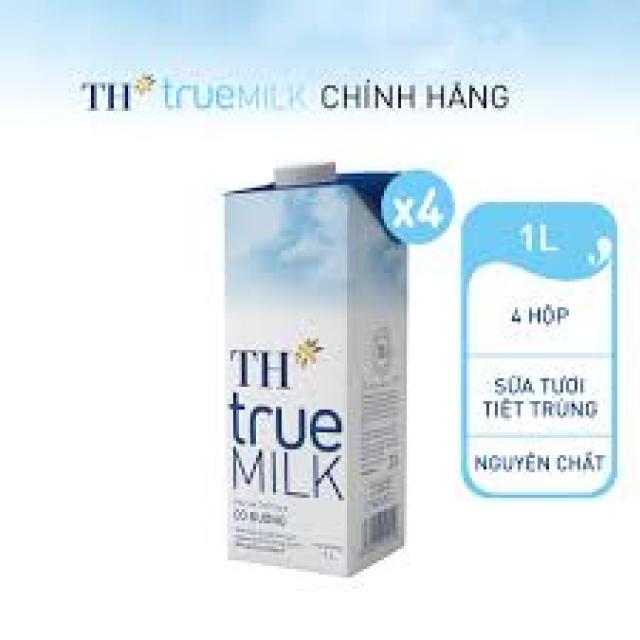 TH true MILK CHÍNH HÃNG
x4
1L
4 HỘP
SỮA TƯƠI
TIỆT TRÙNG
NGUYÊN CHẤT
TH
true
MILK
CÓ ĐƯỜNG
1L